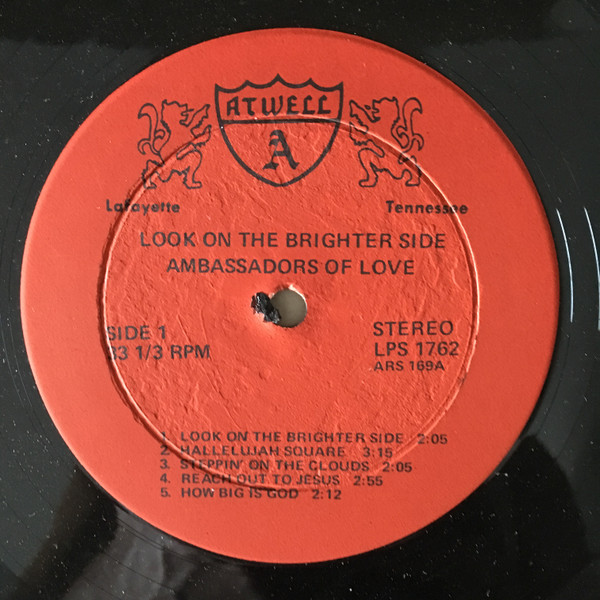 ATWELL
A
LaFayette Tennessee
LOOK ON THE BRIGHTER SIDE
AMBASSADORS OF LOVE
SIDE 1 STEREO
33 1/3 RPM LPS 1762
ARS 169A
1. LOOK ON THE BRIGHTER SIDE 2:05
2. HALLELUJAH SQUARE 3:15
3. STEPPIN' ON THE CLOUDS 2:05
4. REACH OUT TO JESUS 2:55
5. HOW BIG IS GOD 2:12